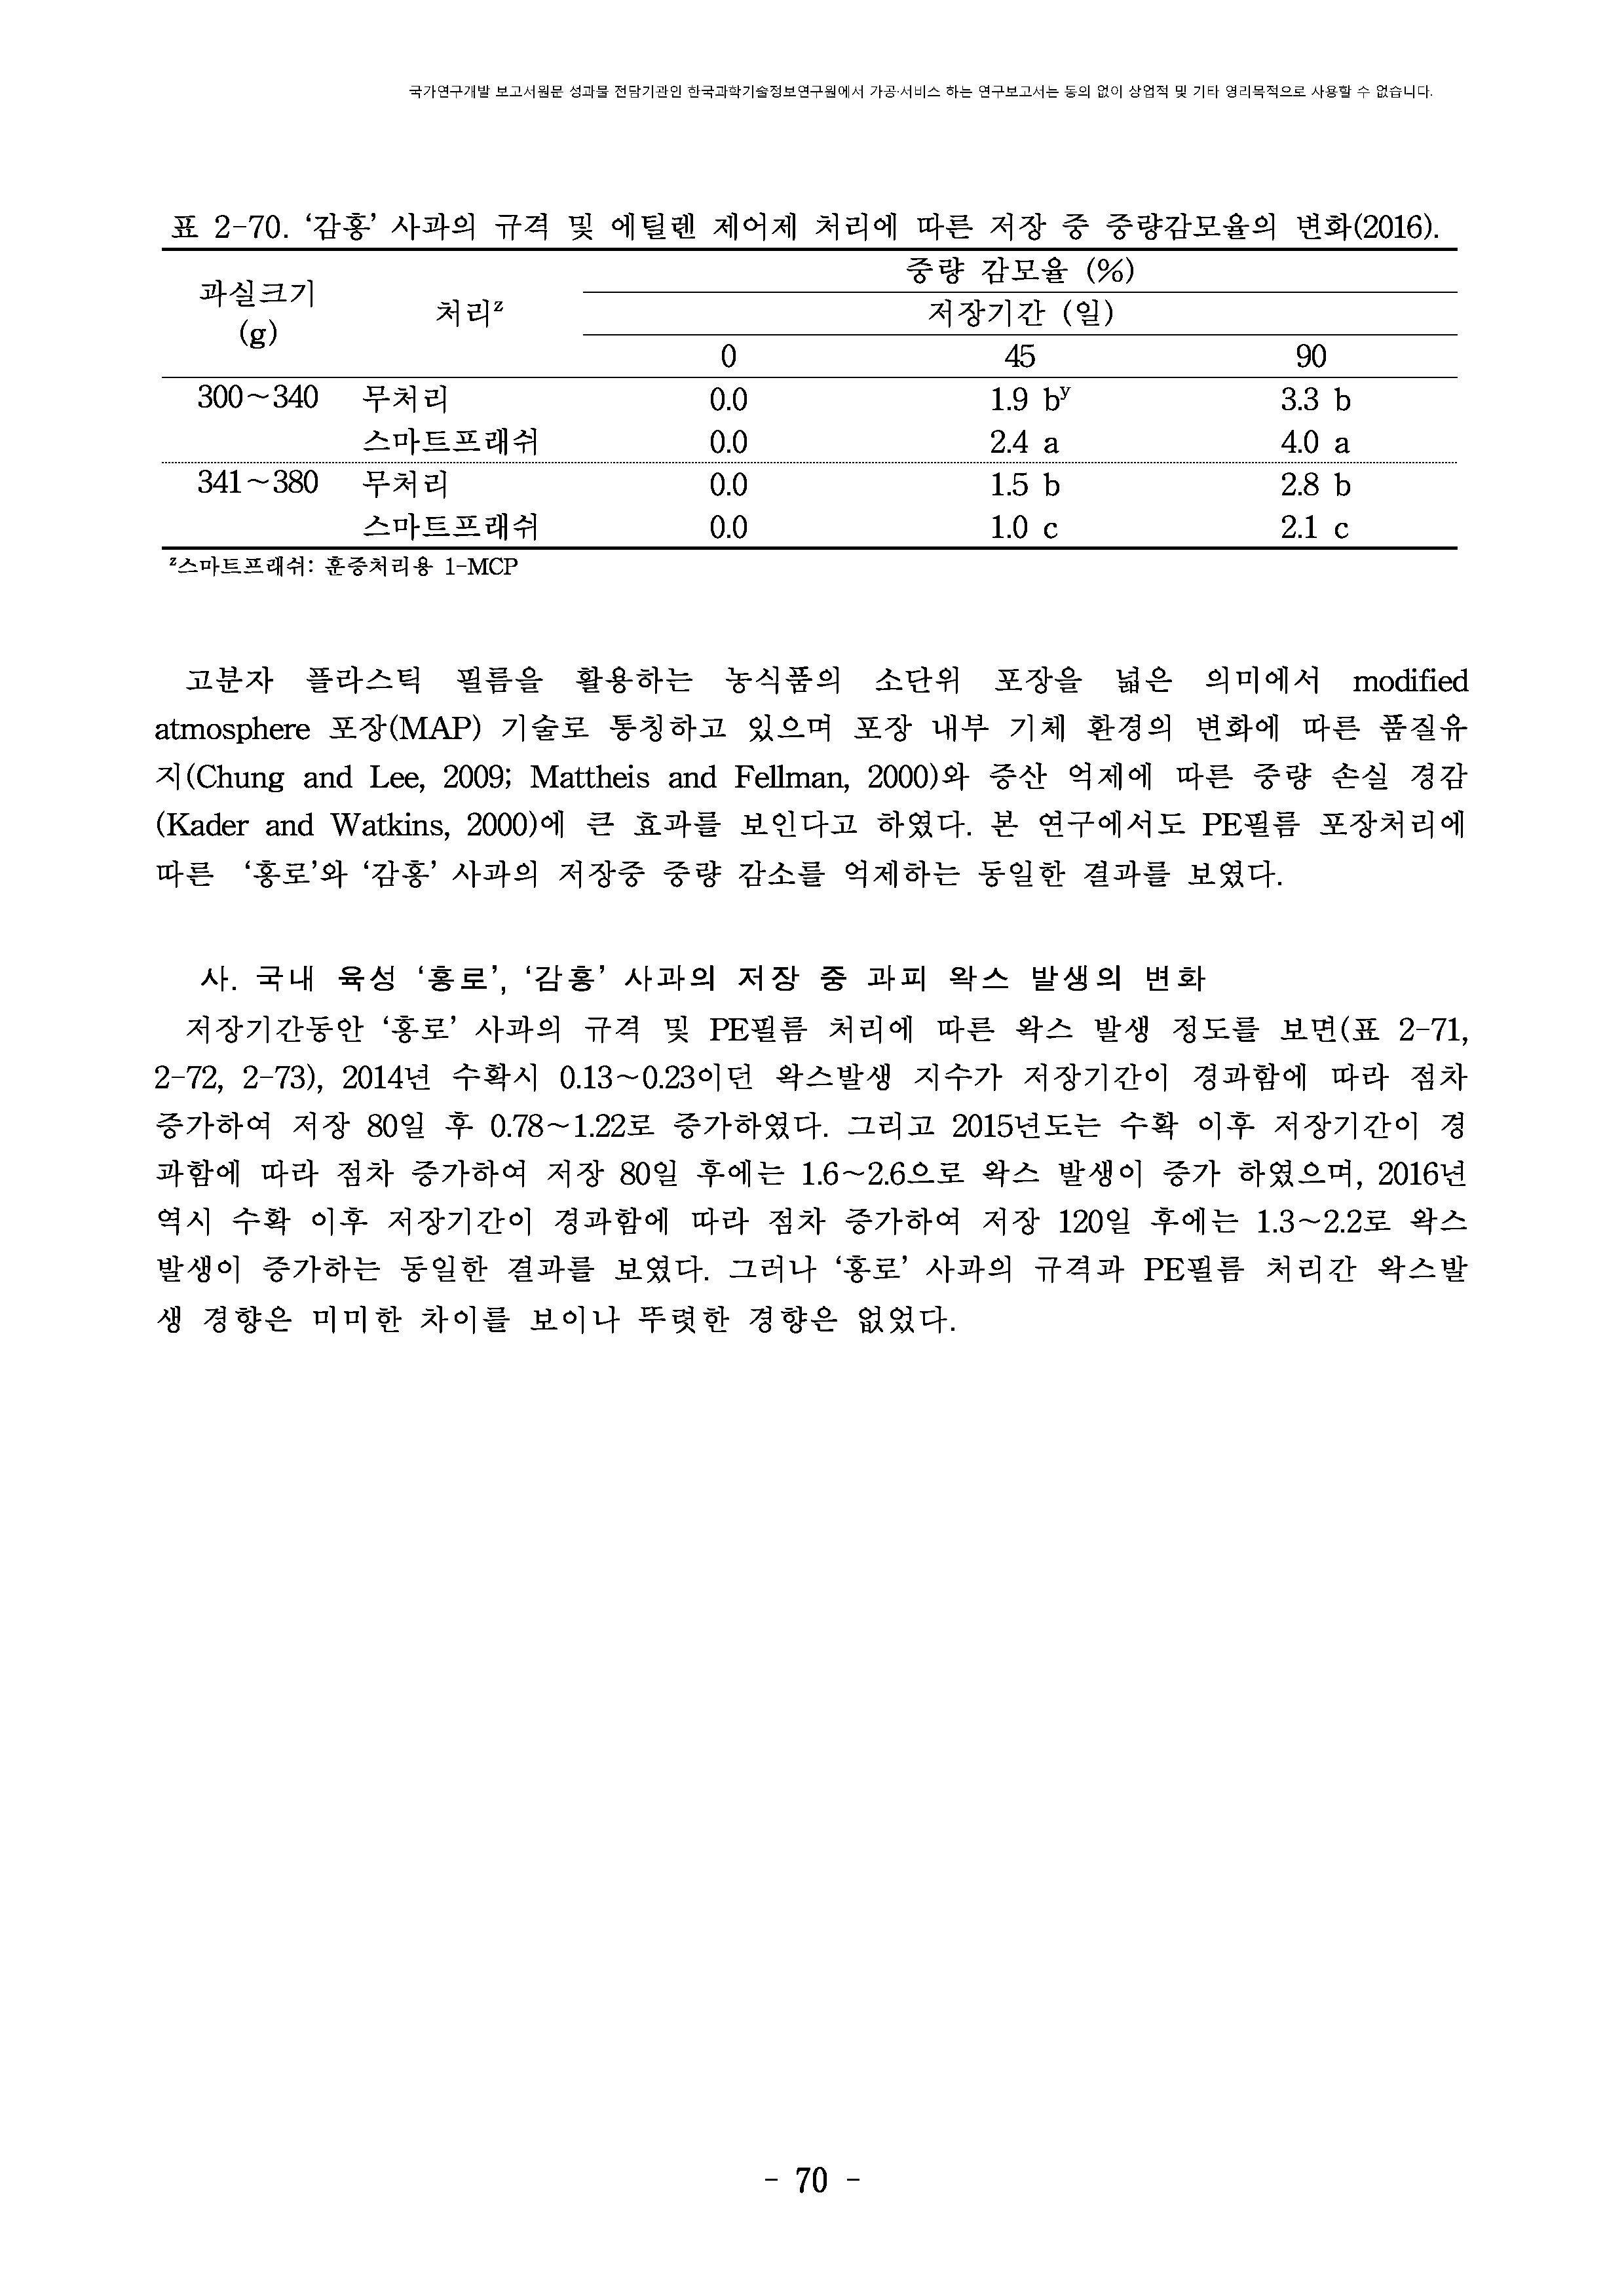 국가연구개발 보고서원문 성과물 전담기관인 한국과학기술정보연구원에서 가공·서비스 하는 연구보고서는 동의 없이 상업적 및 기타 영리목적으로 사용할 수 없습니다.
표 2-70. ‘감홍’ 사과의 규격 및 에틸렌 제어제 처리에 따른 저장 중 중량감모율의 변화(2016).
과실크기 (g) 처리ᶻ 중량 감모율 (%)
저장기간 (일)
0 45 90
300~340 무처리 0.0 1.9 bʸ 3.3 b
스마트프래쉬 0.0 2.4 a 4.0 a
341~380 무처리 0.0 1.5 b 2.8 b
스마트프래쉬 0.0 1.0 c 2.1 c
ᶻ스마트프래쉬: 훈증처리용 1-MCP
고분자 플라스틱 필름을 활용하는 농식품의 소단위 포장을 넓은 의미에서 modified
atmosphere 포장(MAP) 기술로 통칭하고 있으며 포장 내부 기체 환경의 변화에 따른 품질유
지(Chung and Lee, 2009; Mattheis and Fellman, 2000)와 증산 억제에 따른 중량 손실 경감
(Kader and Watkins, 2000)에 큰 효과를 보인다고 하였다. 본 연구에서도 PE필름 포장처리에
따른 ‘홍로’와 ‘감홍’ 사과의 저장중 중량 감소를 억제하는 동일한 결과를 보였다.
사. 국내 육성 ‘홍로’, ‘감홍’ 사과의 저장 중 과피 왁스 발생의 변화
저장기간동안 ‘홍로’ 사과의 규격 및 PE필름 처리에 따른 왁스 발생 정도를 보면(표 2-71,
2-72, 2-73), 2014년 수확시 0.13~0.23이던 왁스발생 지수가 저장기간이 경과함에 따라 점차
증가하여 저장 80일 후 0.78~1.22로 증가하였다. 그리고 2015년도는 수확 이후 저장기간이 경
과함에 따라 점차 증가하여 저장 80일 후에는 1.6~2.6으로 왁스 발생이 증가 하였으며, 2016년
역시 수확 이후 저장기간이 경과함에 따라 점차 증가하여 저장 120일 후에는 1.3~2.2로 왁스
발생이 증가하는 동일한 결과를 보였다. 그러나 ‘홍로’ 사과의 규격과 PE필름 처리간 왁스발
생 경향은 미미한 차이를 보이나 뚜렷한 경향은 없었다.
- 70 -